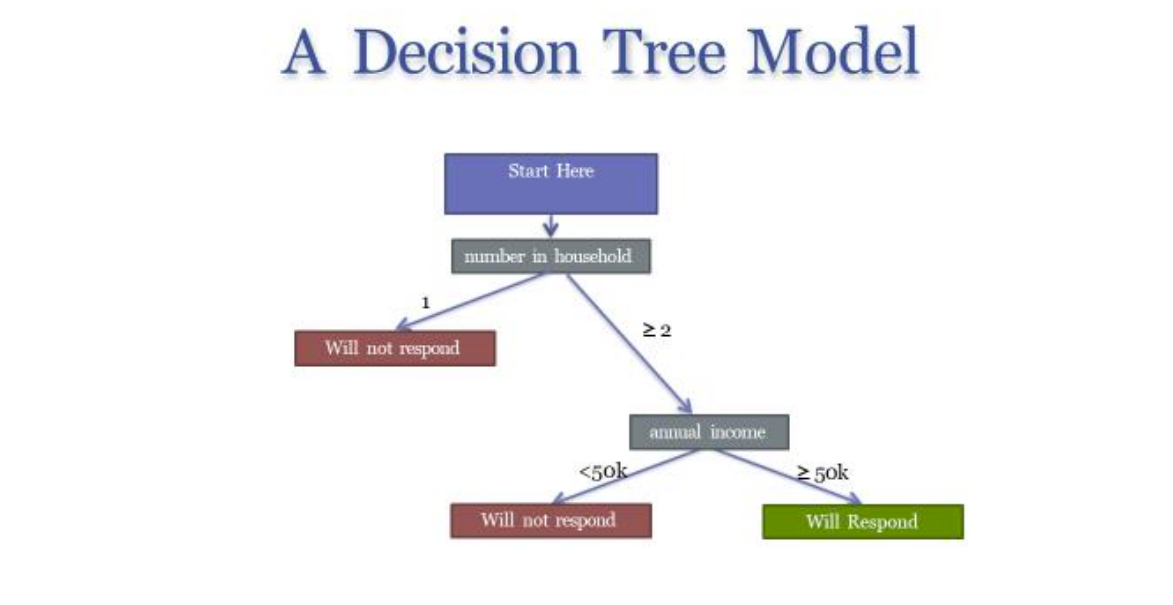 A Decision Tree Model
Start Here
number in household
1
≥ 2
Will not respond
annual income
<50k
≥ 50k
Will not respond
Will Respond